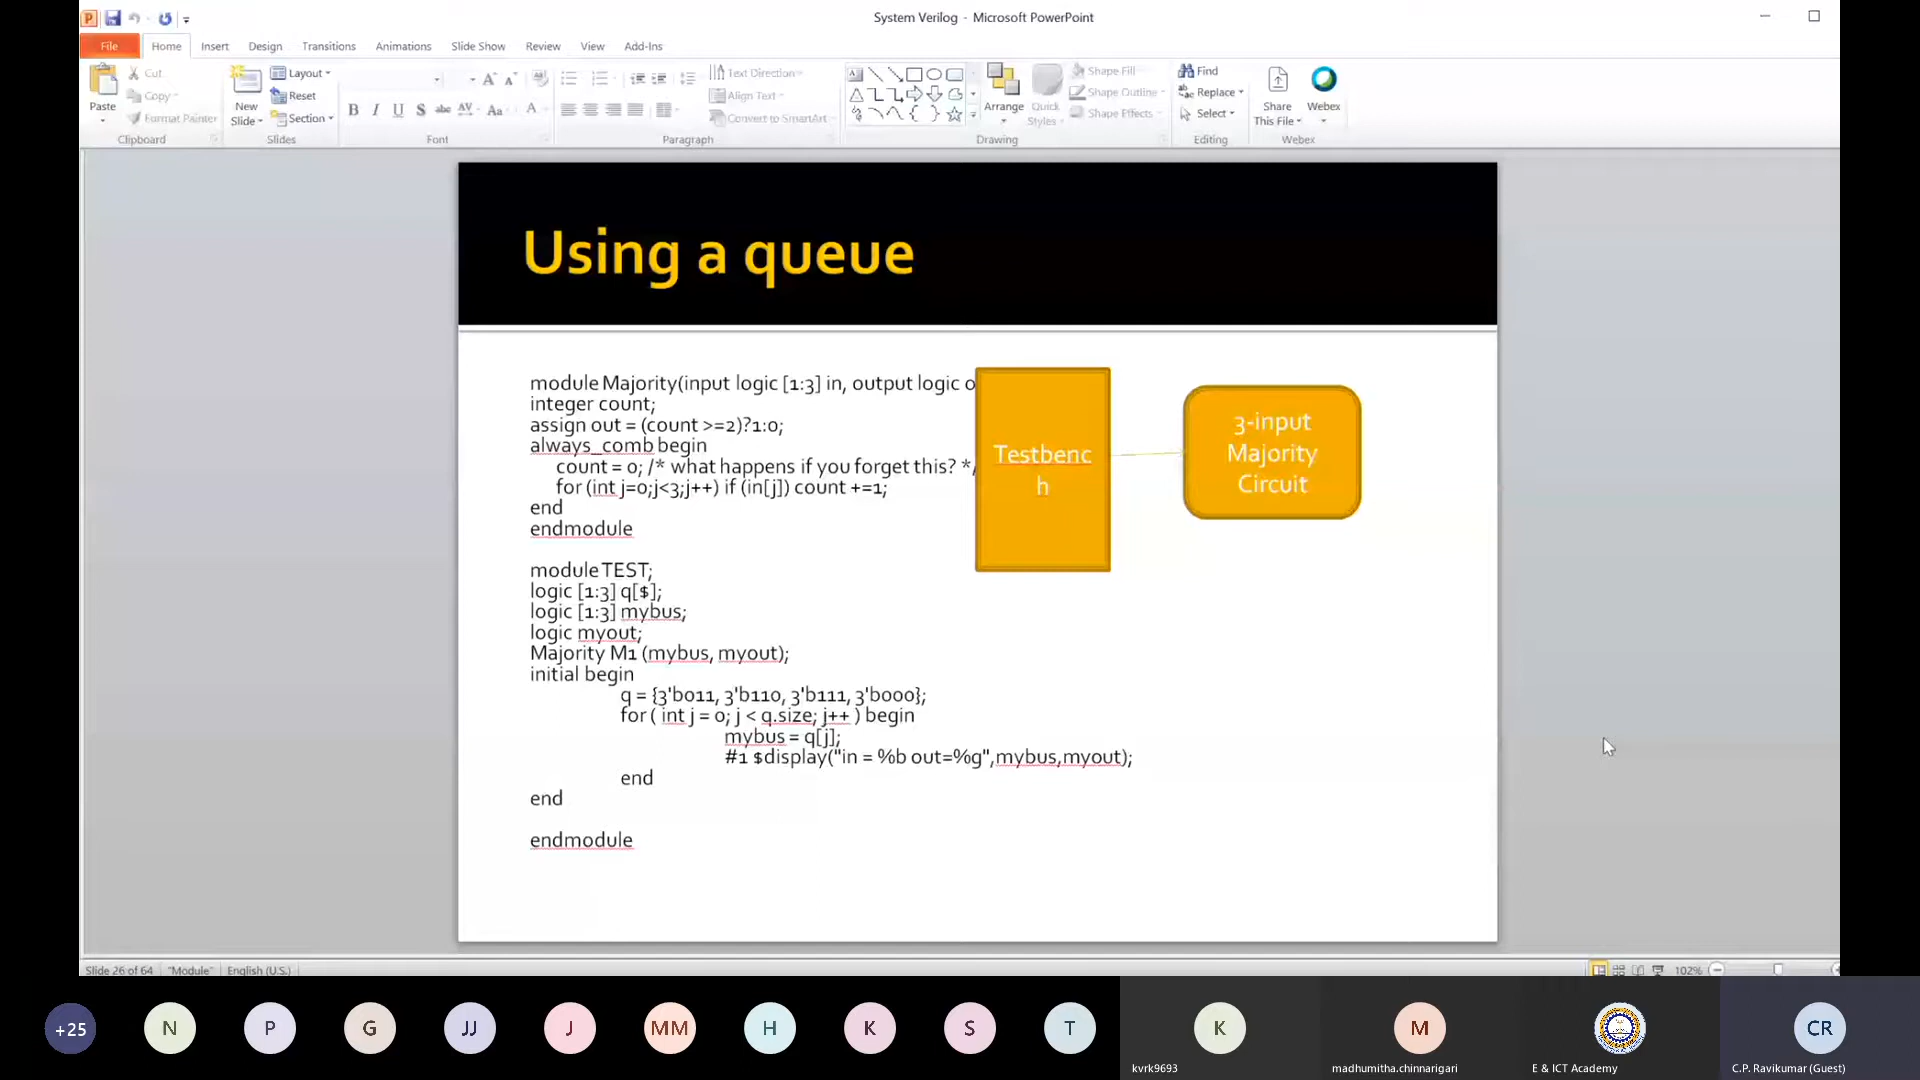 System Verilog - Microsoft PowerPoint
File Home Insert Design Transitions Animations Slide Show Review View Add-Ins
Paste
Cut
Copy
Format Painter
Clipboard
New
Slide
Layout
Reset
Section
Slides
Font
Text Direction
Align Text
Convert to SmartArt
Paragraph
Arrange
Quick
Styles
Shape Fill
Shape Outline
Shape Effects
Drawing
Find
Replace
Select
Editing
Share
This File
Webex
Webex
Using a queue
module Majority(input logic [1:3] in, output logic o
integer count;
assign out = (count >=2)?1:0;
always_comb begin
count = 0; /* what happens if you forget this? */
for (int j=0;j<3;j++) if (in[j]) count +=1;
end
endmodule
Testbenc
h
3-input
Majority
Circuit
module TEST;
logic [1:3] q[$];
logic [1:3] mybus;
logic myout;
Majority M1 (mybus, myout);
initial begin
q = {3'b011, 3'b110, 3'b111, 3'b000};
for ( int j = 0; j < q.size; j++ ) begin
mybus = q[j];
#1 $display("in = %b out=%g",mybus,myout);
end
end
endmodule
Slide 26 of 64 "Module" English (U.S.) 102%
+25 N P G JJ J MM H K S T K M CR
kvrk9693 madhumitha.chinnarigari E & ICT Academy C.P. Ravikumar (Guest)